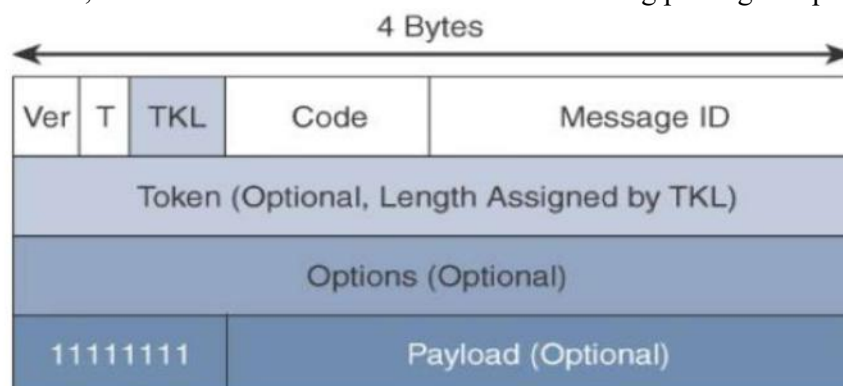 4 Bytes
Ver T TKL Code Message ID
Token (Optional, Length Assigned by TKL)
Options (Optional)
11111111 Payload (Optional)